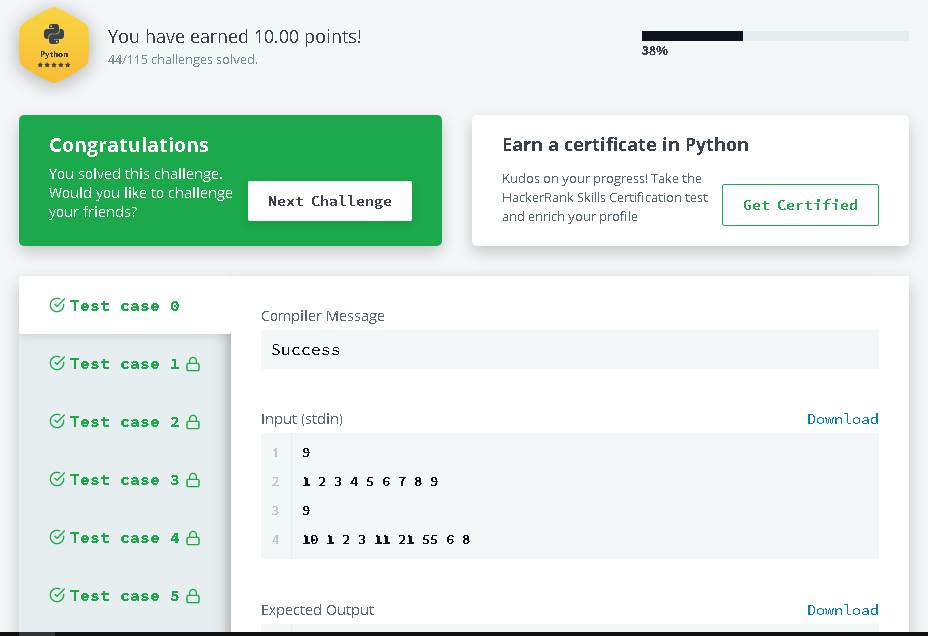 Python
You have earned 10.00 points!
44/115 challenges solved.
38%
Congratulations
You solved this challenge.
Would you like to challenge
your friends?
Next Challenge
Earn a certificate in Python
Kudos on your progress! Take the
HackerRank Skills Certification test
and enrich your profile
Get Certified
Test case 0
Test case 1
Test case 2
Test case 3
Test case 4
Test case 5
Compiler Message
Success
Input (stdin)
Download
1 9
2 1 2 3 4 5 6 7 8 9
3 9
4 10 1 2 3 11 21 55 6 8
Expected Output
Download